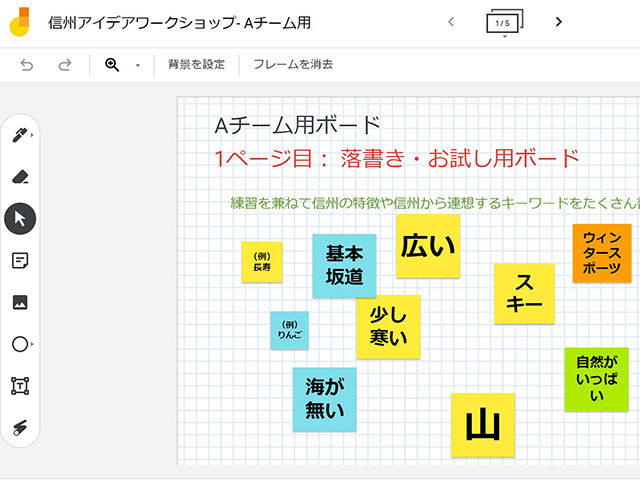 信州アイデアワークショップ- Aチーム用
1/5
背景を設定
フレームを消去
Aチーム用ボード
1ページ目： 落書き・お試し用ボード
練習を兼ねて信州の特徴や信州から連想するキーワードをたくさん
（例）
長寿
基本
坂道
広い
ウィン
タース
ポーツ
ス
キー
（例）
りんご
少し
寒い
海が
無い
自然が
いっぱ
い
山